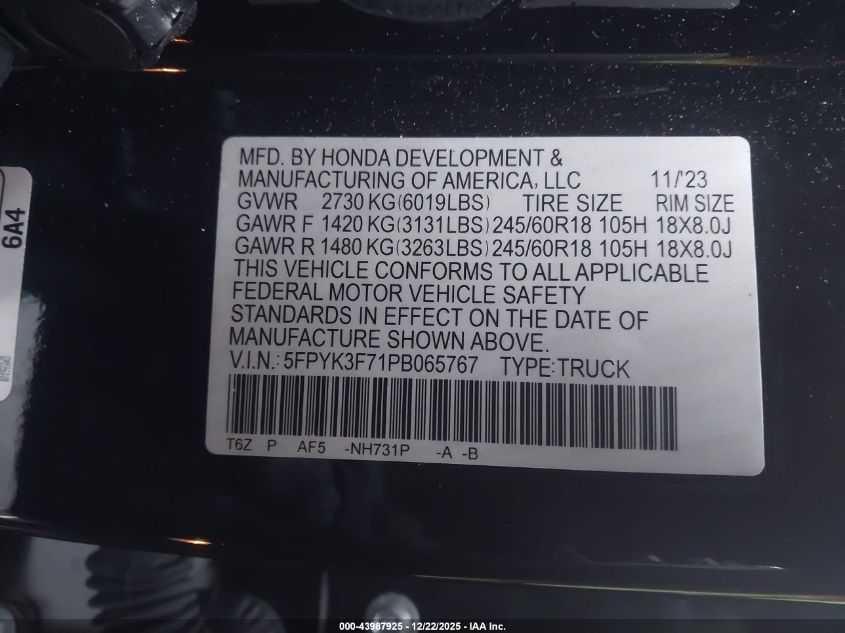 MFD. BY HONDA DEVELOPMENT &
MANUFACTURING OF AMERICA, LLC 11/'23
GVWR 2730 KG(6019LBS) TIRE SIZE RIM SIZE
GAWR F 1420 KG(3131LBS) 245/60R18 105H 18X8.0J
GAWR R 1480 KG(3263LBS) 245/60R18 105H 18X8.0J
THIS VEHICLE CONFORMS TO ALL APPLICABLE
FEDERAL MOTOR VEHICLE SAFETY
STANDARDS IN EFFECT ON THE DATE OF
MANUFACTURE SHOWN ABOVE.
V.I.N.: 5FPYK3F71PB065767 TYPE:TRUCK
T6Z P AF5 -NH731P -A -B
6A4
000-43987925 - 12/22/2025 - IAA Inc.